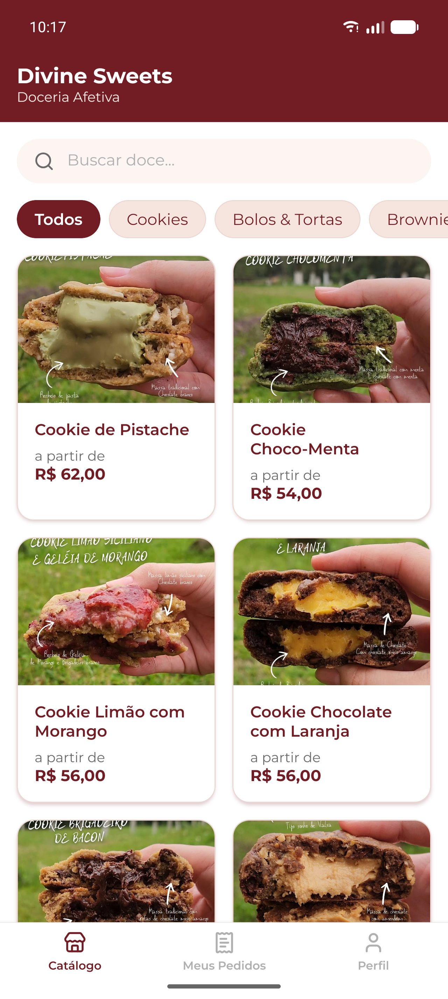 10:17
Divine Sweets
Doceria Afetiva
Buscar doce...
Todos
Cookies
Bolos & Tortas
Brownie
COOKIE PISTACHE
Recheio de pasta
Massa tradicional com
Chocolate branco
COOKIE CHOCOMENTA
Massa tradicional com menta
E chocolate com menta
Cookie de Pistache
a partir de
R$ 62,00
Cookie
Choco-Menta
a partir de
R$ 54,00
COOKIE LIMÃO SICILIANO
E GELÉIA DE MORANGO
Massa limão siciliano com
Chocolate branco
Recheio de Geléia
de Morango e Brigadeiro branco
E LARANJA
Massa de Chocolate
Com chocolate meio amargo
Cookie Limão com
Morango
a partir de
R$ 56,00
Cookie Chocolate
com Laranja
a partir de
R$ 56,00
COOKIE BRIGADEIRO
DE BACON
Massa tradicional com
Gotas de chocolate meio amargo
Tipo sonho de Valsa
Massa de chocolate
com amendoim
Catálogo
Meus Pedidos
Perfil